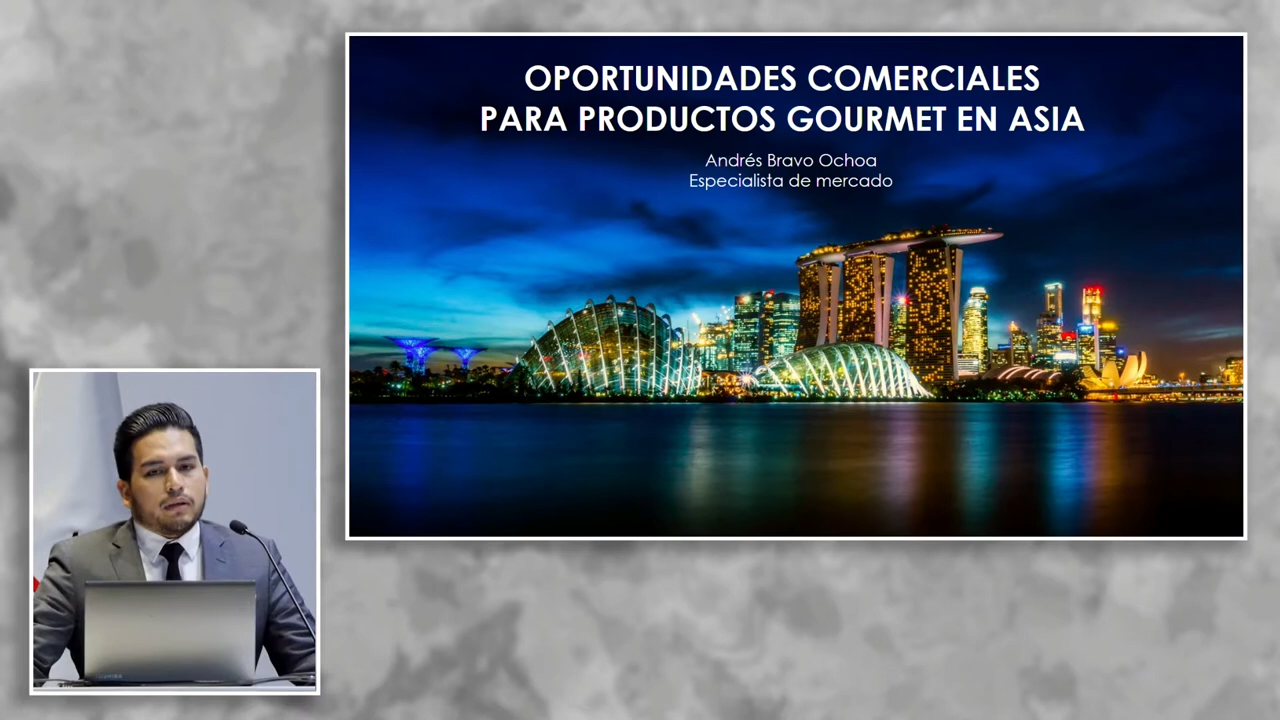 OPORTUNIDADES COMERCIALES
PARA PRODUCTOS GOURMET EN ASIA
Andrés Bravo Ochoa
Especialista de mercado